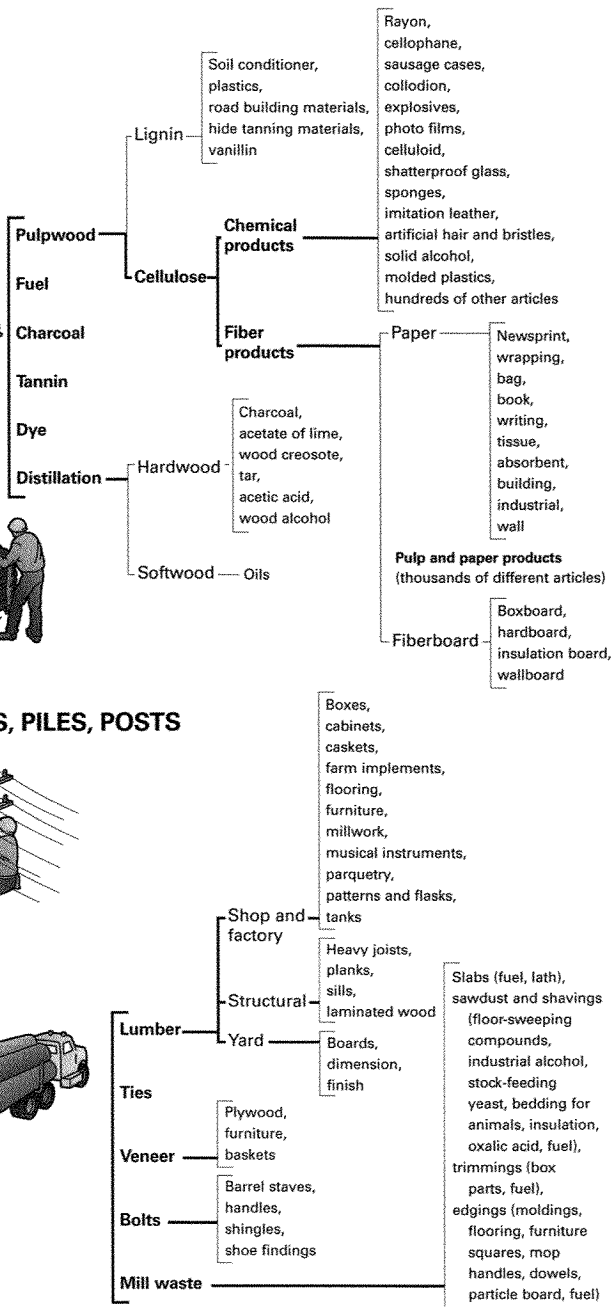 Rayon,
cellophane,
sausage cases,
collodion,
explosives,
photo films,
celluloid,
shatterproof glass,
sponges,
imitation leather,
artificial hair and bristles,
solid alcohol,
molded plastics,
hundreds of other articles
Soil conditioner,
plastics,
road building materials,
hide tanning materials,
vanillin
Lignin
Pulpwood
Chemical
products
Cellulose
Fuel
Charcoal
Fiber
products
Paper
Newsprint,
wrapping,
bag,
book,
writing,
tissue,
absorbent,
building,
industrial,
wall
Tannin
Dye
Distillation
Hardwood
Charcoal,
acetate of lime,
wood creosote,
tar,
acetic acid,
wood alcohol
Softwood
Oils
Pulp and paper products
(thousands of different articles)
Fiberboard
Boxboard,
hardboard,
insulation board,
wallboard
S, PILES, POSTS
Boxes,
cabinets,
caskets,
farm implements,
flooring,
furniture,
millwork,
musical instruments,
parquetry,
patterns and flasks,
tanks
Shop and
factory
Heavy joists,
planks,
sills,
laminated wood
Structural
Lumber
Yard
Boards,
dimension,
finish
Ties
Veneer
Plywood,
furniture,
baskets
Bolts
Barrel staves,
handles,
shingles,
shoe findings
Mill waste
Slabs (fuel, lath),
sawdust and shavings
(floor-sweeping
compounds,
industrial alcohol,
stock-feeding
yeast, bedding for
animals, insulation,
oxalic acid, fuel),
trimmings (box
parts, fuel),
edgings (moldings,
flooring, furniture
squares, mop
handles, dowels,
particle board, fuel)